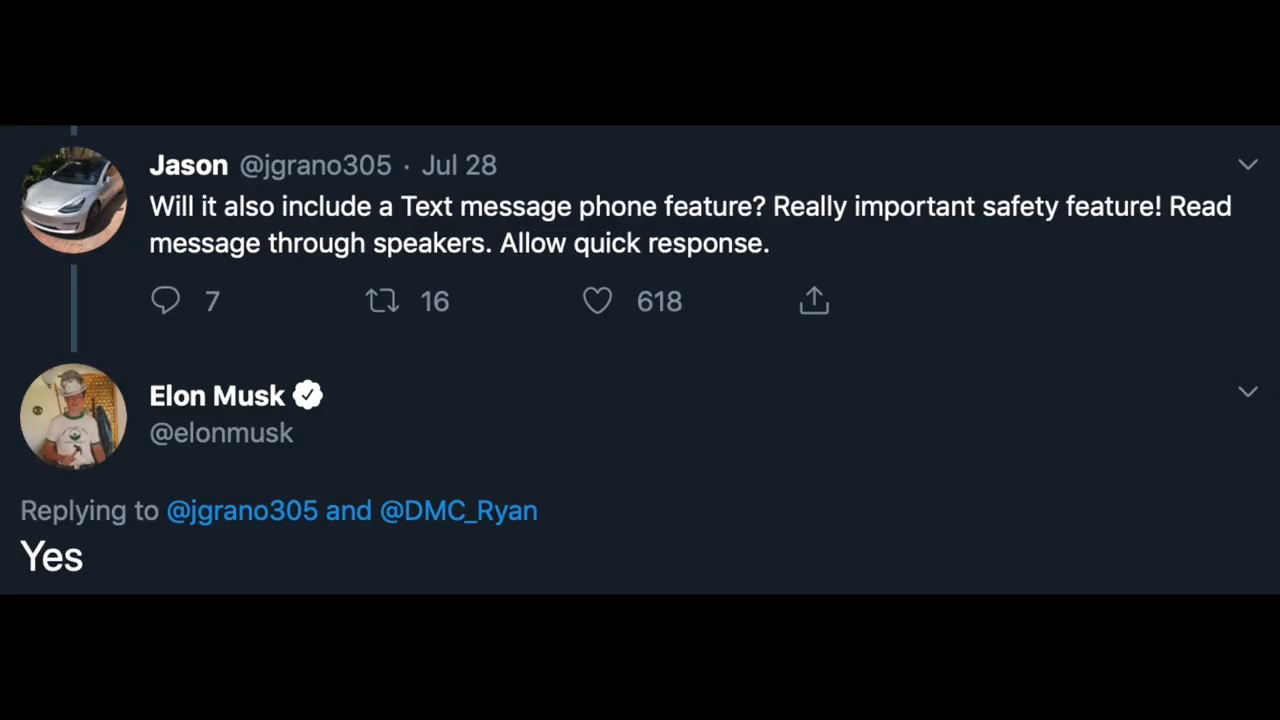 Jason @jgrano305 · Jul 28
Will it also include a Text message phone feature? Really important safety feature! Read
message through speakers. Allow quick response.
7 16 618
Elon Musk
@elonmusk
Replying to @jgrano305 and @DMC_Ryan
Yes